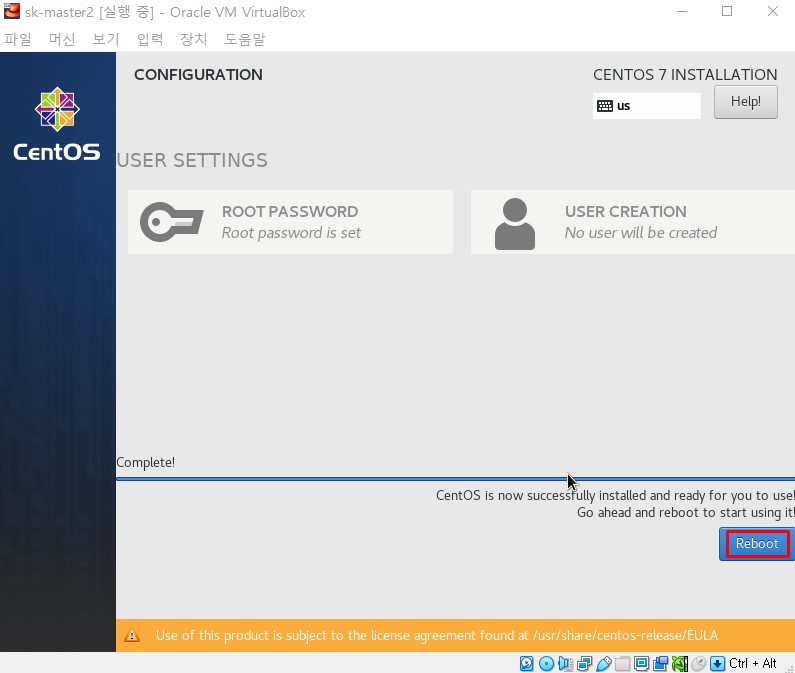 sk-master2 [실행 중] - Oracle VM VirtualBox
파일 머신 보기 입력 장치 도움말
CONFIGURATION
CENTOS 7 INSTALLATION
us
Help!
CentOS
USER SETTINGS
ROOT PASSWORD
Root password is set
USER CREATION
No user will be created
Complete!
CentOS is now successfully installed and ready for you to use!
Go ahead and reboot to start using it!
Reboot
Use of this product is subject to the license agreement found at /usr/share/centos-release/EULA
Ctrl + Alt